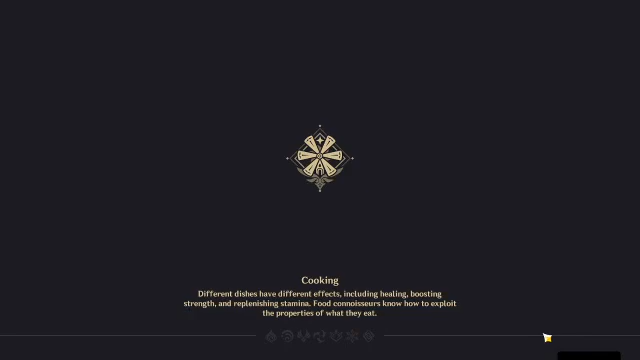 Cooking
Different dishes have different effects, including healing, boosting
strength, and replenishing stamina. Food connoisseurs know how to exploit
the properties of what they eat.